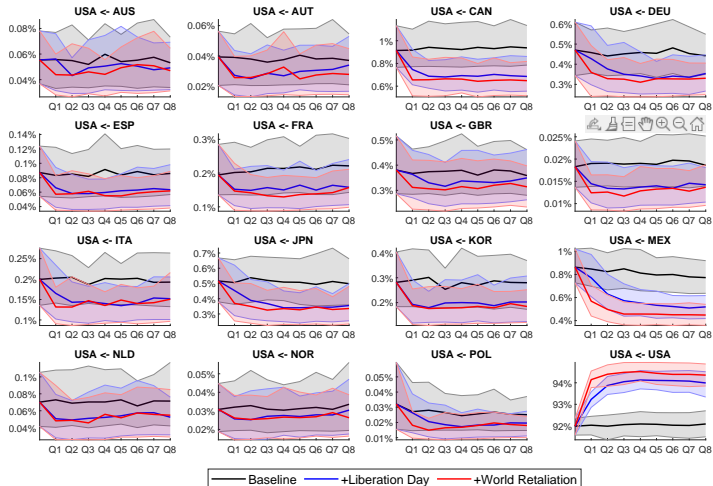 USA <- AUS
USA <- AUT
USA <- CAN
USA <- DEU
0.08%
0.06%
0.04%
Q1 Q2 Q3 Q4 Q5 Q6 Q7 Q8
0.06%
0.04%
0.02%
Q1 Q2 Q3 Q4 Q5 Q6 Q7 Q8
1%
0.8%
0.6%
Q1 Q2 Q3 Q4 Q5 Q6 Q7 Q8
0.6%
0.5%
0.4%
0.3%
Q1 Q2 Q3 Q4 Q5 Q6 Q7 Q8
USA <- ESP
USA <- FRA
USA <- GBR
0.14%
0.12%
0.1%
0.08%
0.06%
0.04%
Q1 Q2 Q3 Q4 Q5 Q6 Q7 Q8
0.3%
0.2%
0.1%
Q1 Q2 Q3 Q4 Q5 Q6 Q7 Q8
0.5%
0.4%
0.3%
Q1 Q2 Q3 Q4 Q5 Q6 Q7 Q8
0.025%
0.02%
0.015%
0.01%
Q1 Q2 Q3 Q4 Q5 Q6 Q7 Q8
USA <- ITA
USA <- JPN
USA <- KOR
USA <- MEX
0.25%
0.2%
0.15%
0.1%
Q1 Q2 Q3 Q4 Q5 Q6 Q7 Q8
0.7%
0.6%
0.5%
0.4%
0.3%
Q1 Q2 Q3 Q4 Q5 Q6 Q7 Q8
0.4%
0.3%
0.2%
Q1 Q2 Q3 Q4 Q5 Q6 Q7 Q8
1%
0.8%
0.6%
0.4%
Q1 Q2 Q3 Q4 Q5 Q6 Q7 Q8
USA <- NLD
USA <- NOR
USA <- POL
USA <- USA
0.1%
0.08%
0.06%
0.04%
Q1 Q2 Q3 Q4 Q5 Q6 Q7 Q8
0.05%
0.04%
0.03%
0.02%
Q1 Q2 Q3 Q4 Q5 Q6 Q7 Q8
0.05%
0.04%
0.03%
0.02%
0.01%
Q1 Q2 Q3 Q4 Q5 Q6 Q7 Q8
94%
93%
92%
Q1 Q2 Q3 Q4 Q5 Q6 Q7 Q8
Baseline +Liberation Day +World Retaliation